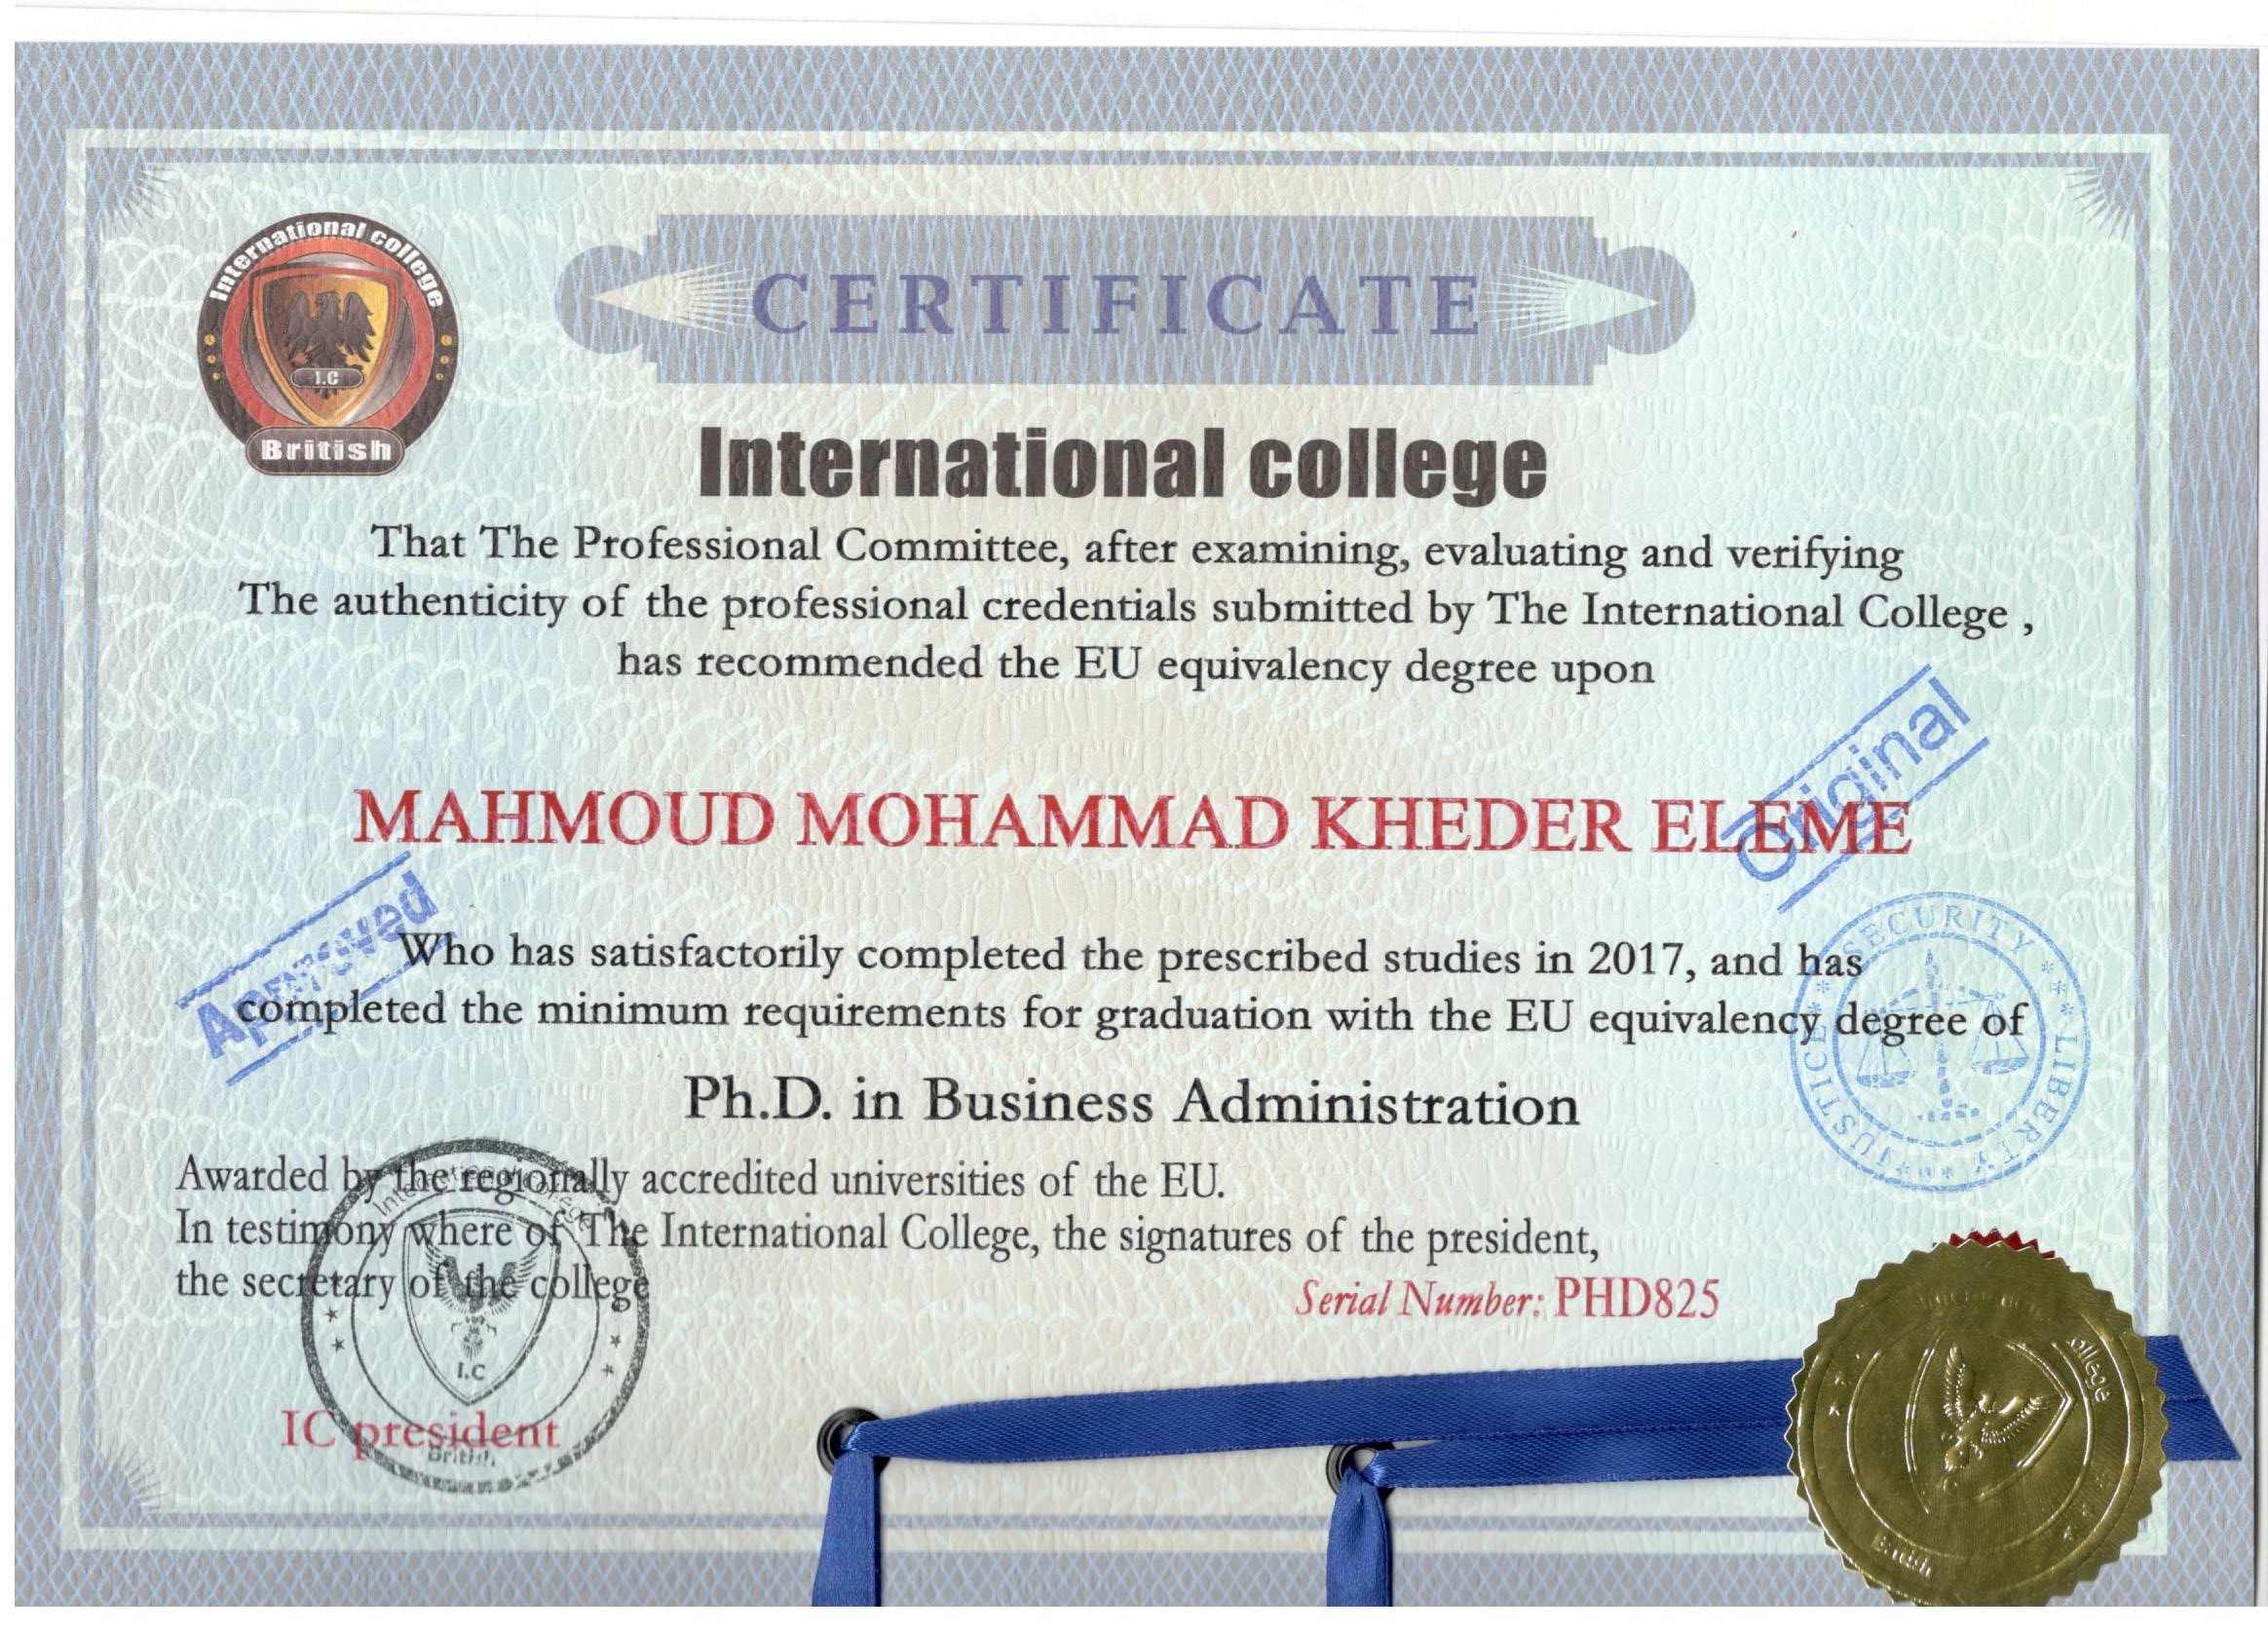 International college
I.C
British
CERTIFICATE
International college
That The Professional Committee, after examining, evaluating and verifying
The authenticity of the professional credentials submitted by The International College ,
has recommended the EU equivalency degree upon
Original
MAHMOUD MOHAMMAD KHEDER ELEME
Approved
Who has satisfactorily completed the prescribed studies in 2017, and has
completed the minimum requirements for graduation with the EU equivalency degree of
SECURITY
LIBERTY
JUSTICE
Ph.D. in Business Administration
Awarded by the regionally accredited universities of the EU.
In testimony where of The International College, the signatures of the president,
the secretary of the college
Serial Number: PHD825
I.C
IC president
British
ollege
British